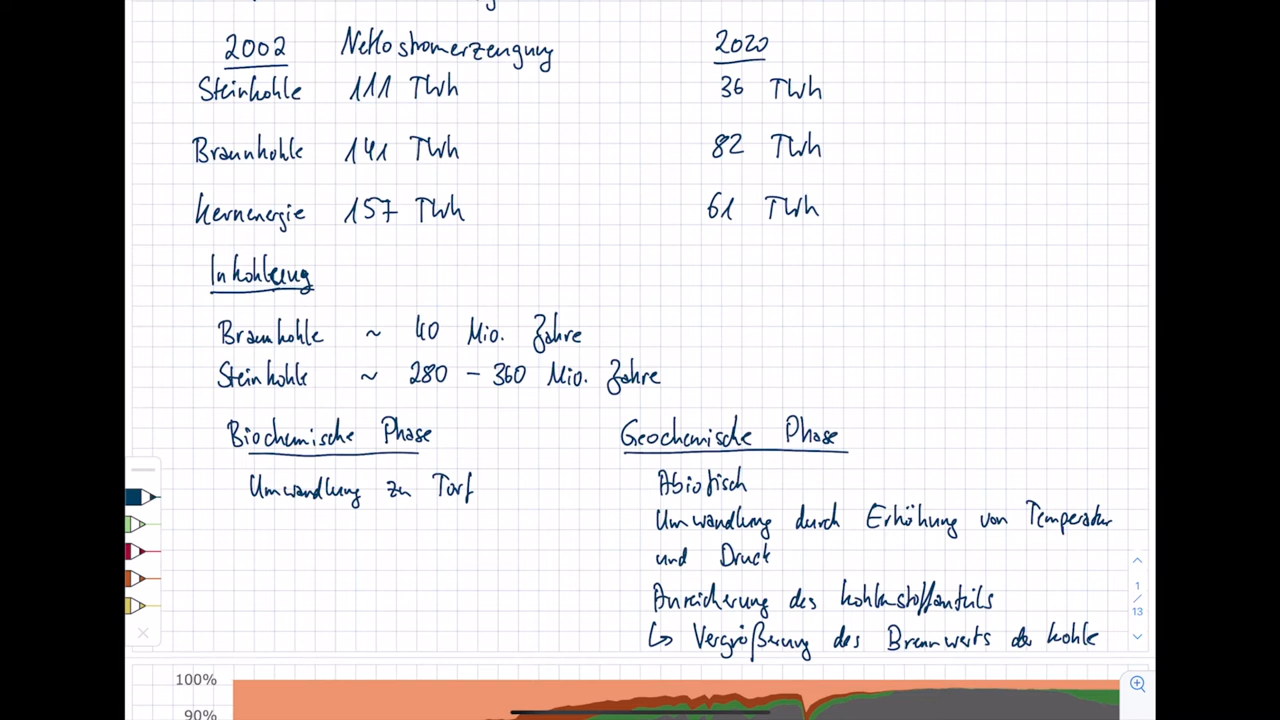 2002 Nettostromerzeugung 2020
Steinkohle 111 TWh 36 TWh
Braunkohle 141 TWh 82 TWh
Kernenergie 157 TWh 61 TWh
Inkohlung
Braunkohle ~ 40 Mio. Jahre
Steinkohle ~ 280 – 360 Mio. Jahre
Biochemische Phase
Umwandlung zu Torf
Geochemische Phase
Abiotisch
Umwandlung durch Erhöhung von Temperatur
und Druck
Anreicherung des Kohlenstoffanteils
↳ Vergrößerung des Brennwerts der Kohle
1
/
13
100%
90%